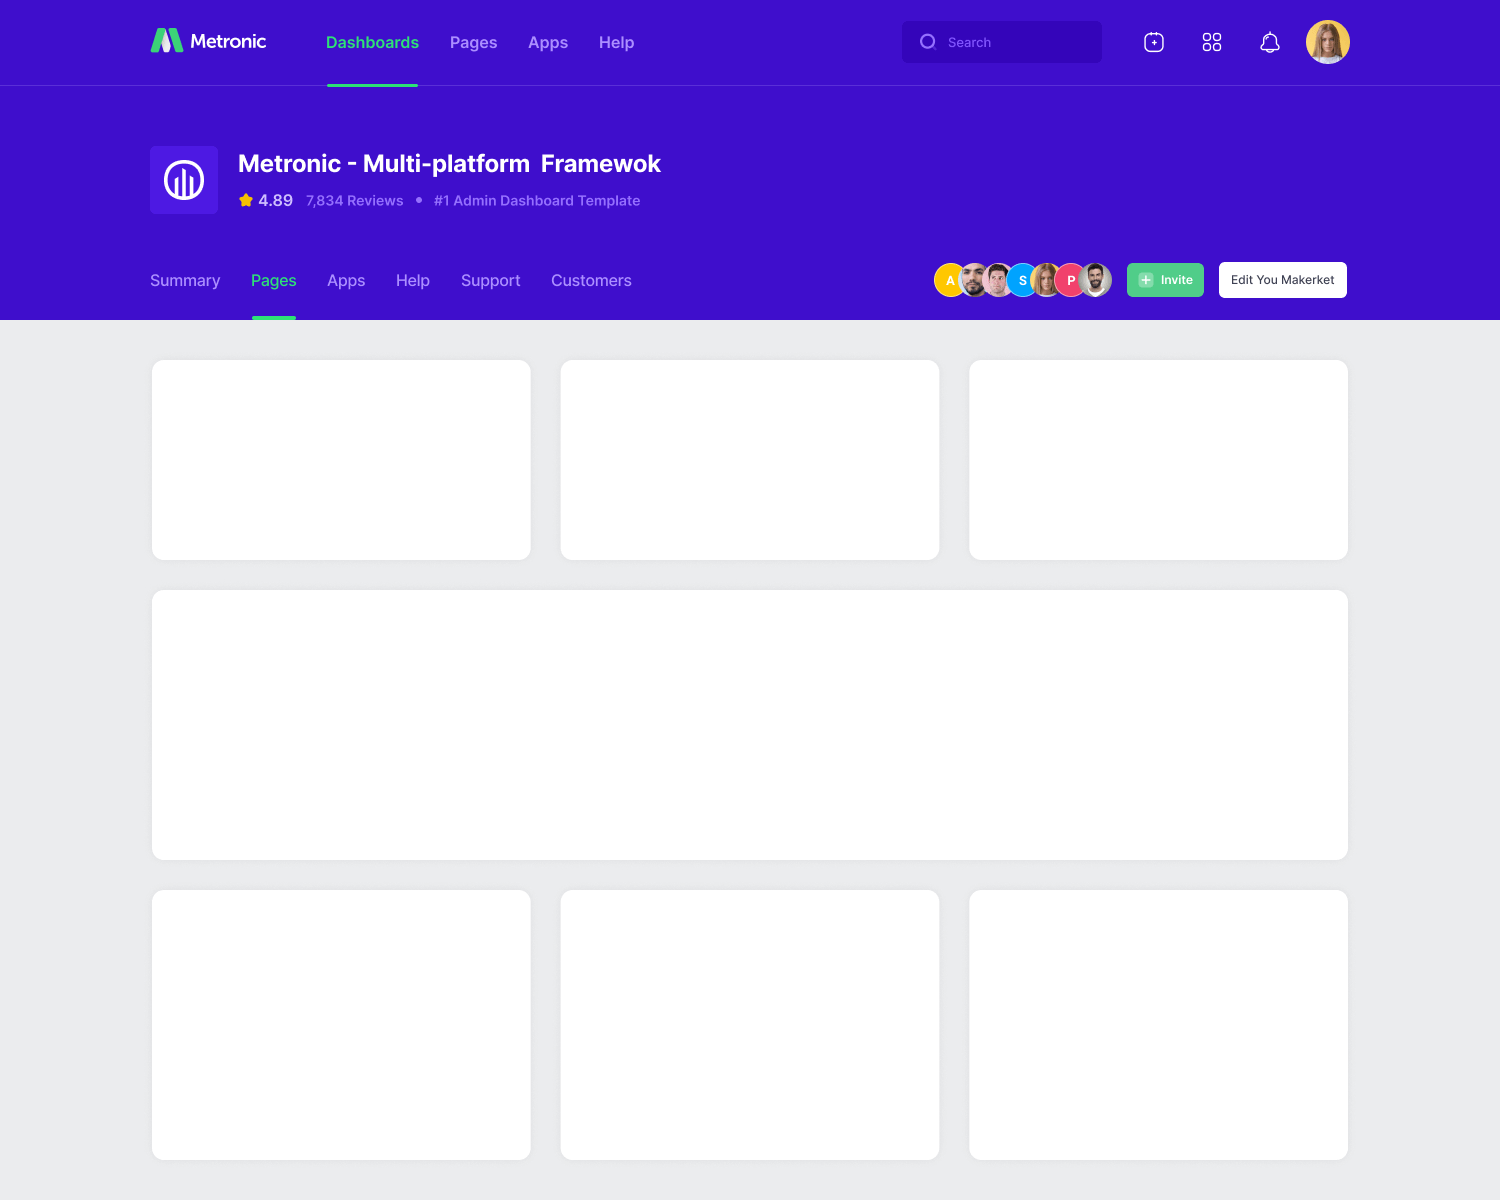 Metronic Dashboards Pages Apps Help Search
Metronic - Multi-platform Framewok
4.89 7,834 Reviews • #1 Admin Dashboard Template
Summary Pages Apps Help Support Customers A S P Invite Edit You Makerket